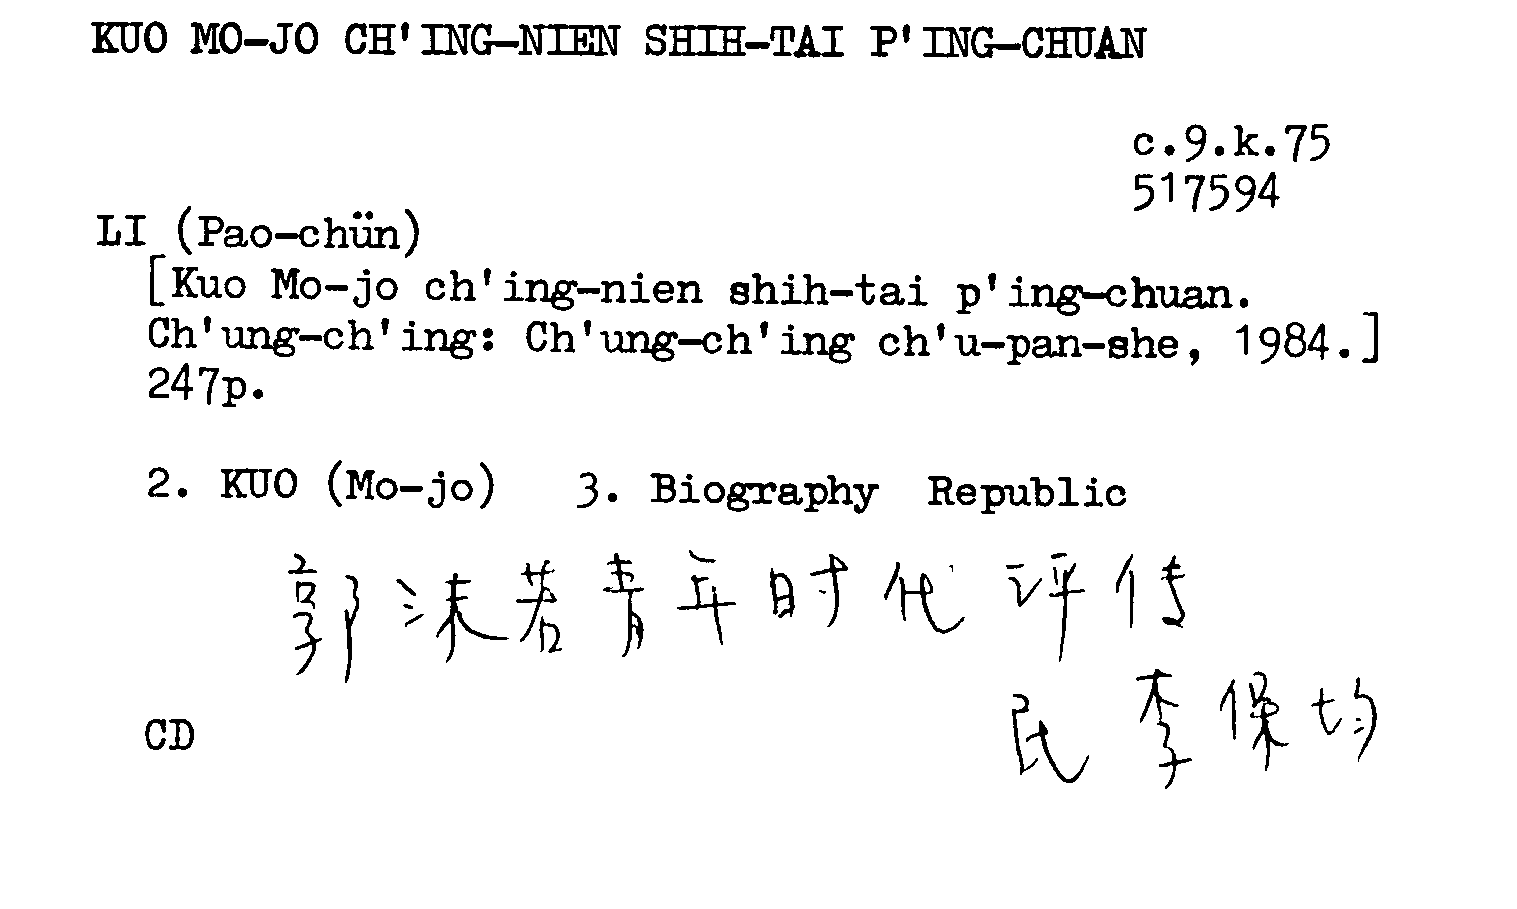 KUO MO-JO CH'ING-NIEN SHIH-TAI P'ING-CHUAN
c.9.k.75
517594
LI (Pao-chün)
[Kuo Mo-jo ch'ing-nien shih-tai p'ing-chuan.
Ch'ung-ch'ing: Ch'ung-ch'ing ch'u-pan-she, 1984.]
247p.
2. KUO (Mo-jo) 3. Biography Republic
郭沫若青年时代评传
民 李保均
CD